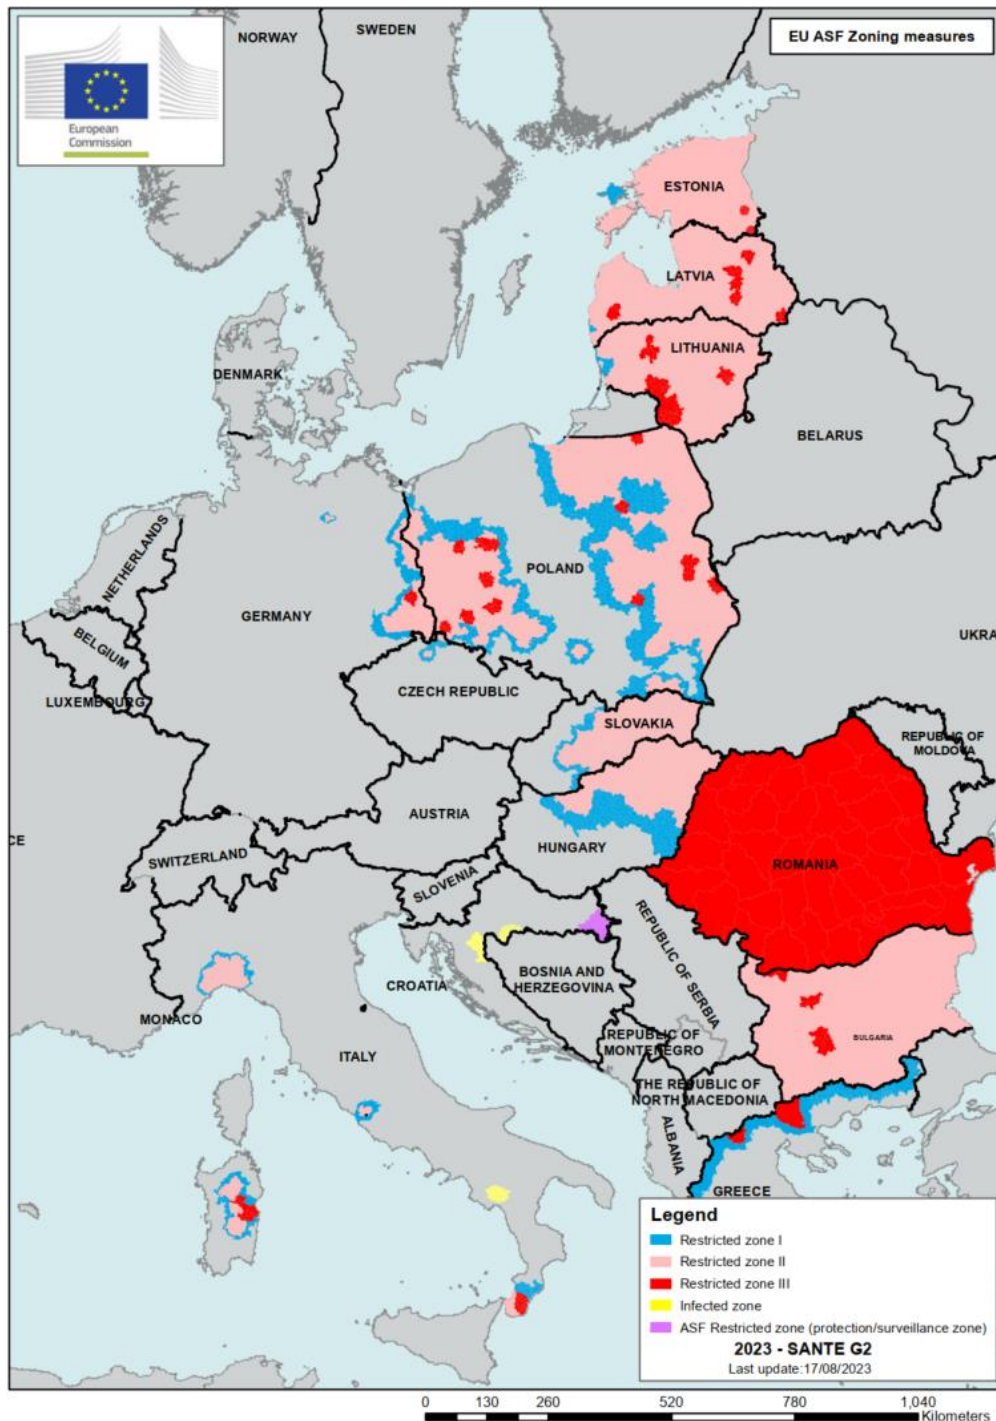 NORWAY
SWEDEN
EU ASF Zoning measures
European
Commission
ESTONIA
LATVIA
LITHUANIA
DENMARK
BELARUS
NETHERLANDS
POLAND
GERMANY
BELGIUM
UKRA
LUXEMBOURG
CZECH REPUBLIC
SLOVAKIA
REPUBLIC OF
MOLDOVA
AUSTRIA
CE
HUNGARY
SWITZERLAND
ROMANIA
SLOVENIA
REPUBLIC OF SERBIA
BOSNIA AND
HERZEGOVINA
CROATIA
MONACO
REPUBLIC OF
MONTENEGRO
BULGARIA
ITALY
THE REPUBLIC OF
NORTH MACEDONIA
ALBANIA
GREECE
Legend
Restricted zone I
Restricted zone II
Restricted zone III
Infected zone
ASF Restricted zone (protection/surveillance zone)
2023 - SANTE G2
Last update:17/08/2023
0 130 260 520 780 1,040
Kilometers